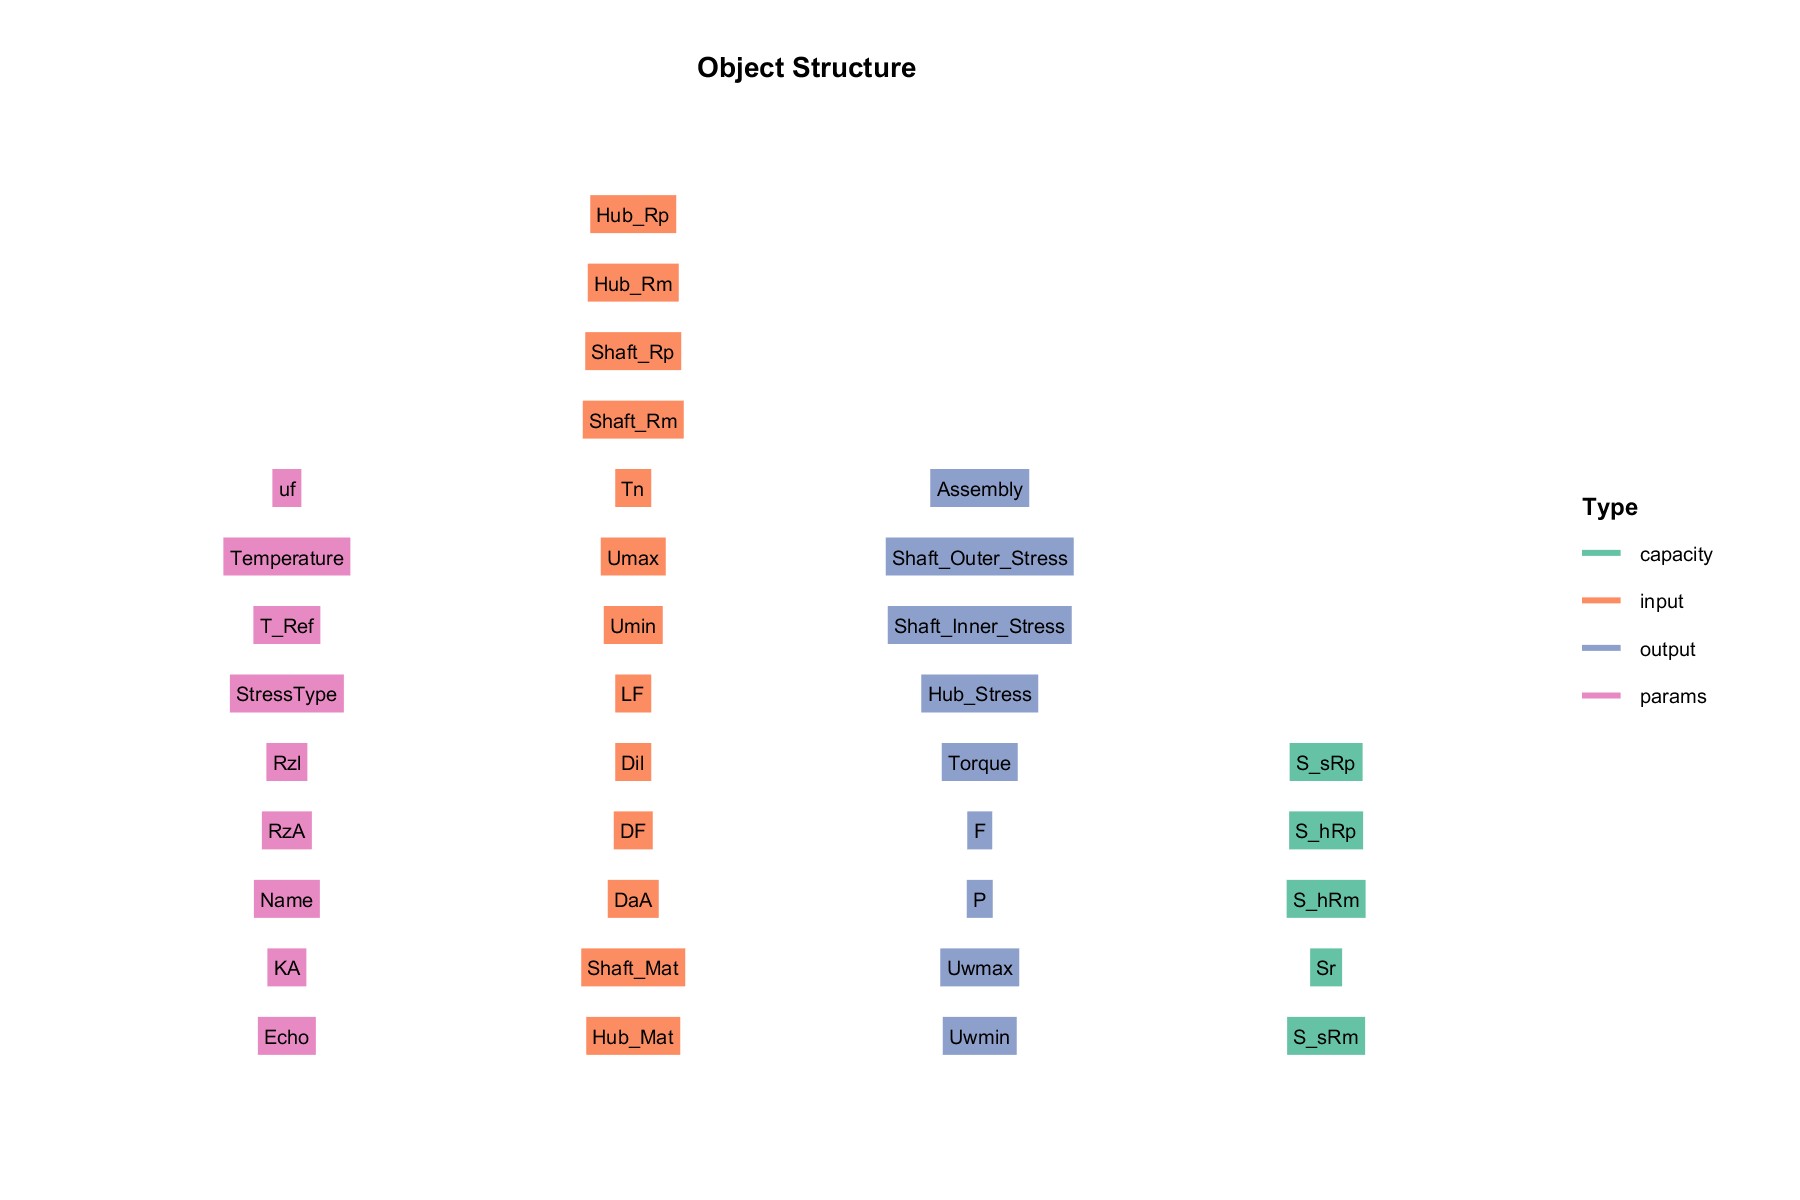 Object Structure
Hub_Rp
Hub_Rm
Shaft_Rp
Shaft_Rm
uf
Tn
Assembly
Temperature
Umax
Shaft_Outer_Stress
T_Ref
Umin
Shaft_Inner_Stress
StressType
LF
Hub_Stress
RzI
DiI
Torque
S_sRp
RzA
DF
F
S_hRp
Name
DaA
P
S_hRm
KA
Shaft_Mat
Uwmax
Sr
Echo
Hub_Mat
Uwmin
S_sRm
Type
capacity
input
output
params